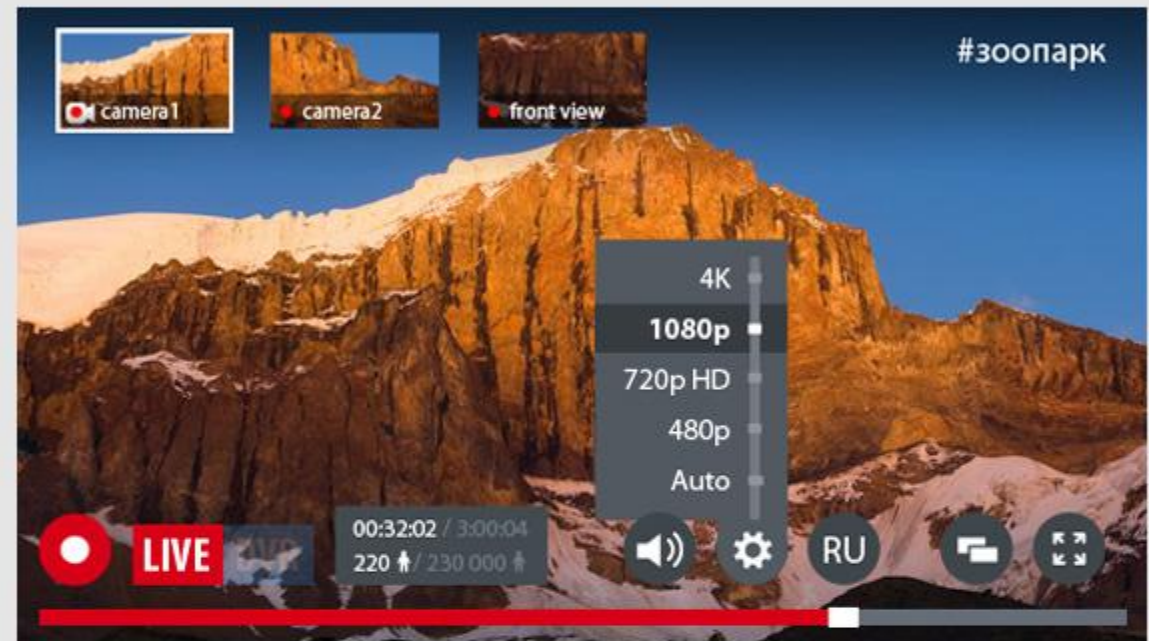 #зоопарк
camera1
camera2
front view
4K
1080p
720p HD
480p
Auto
00:32:02 / 3:00:04
220 / 230 000
LIVE DVR
RU